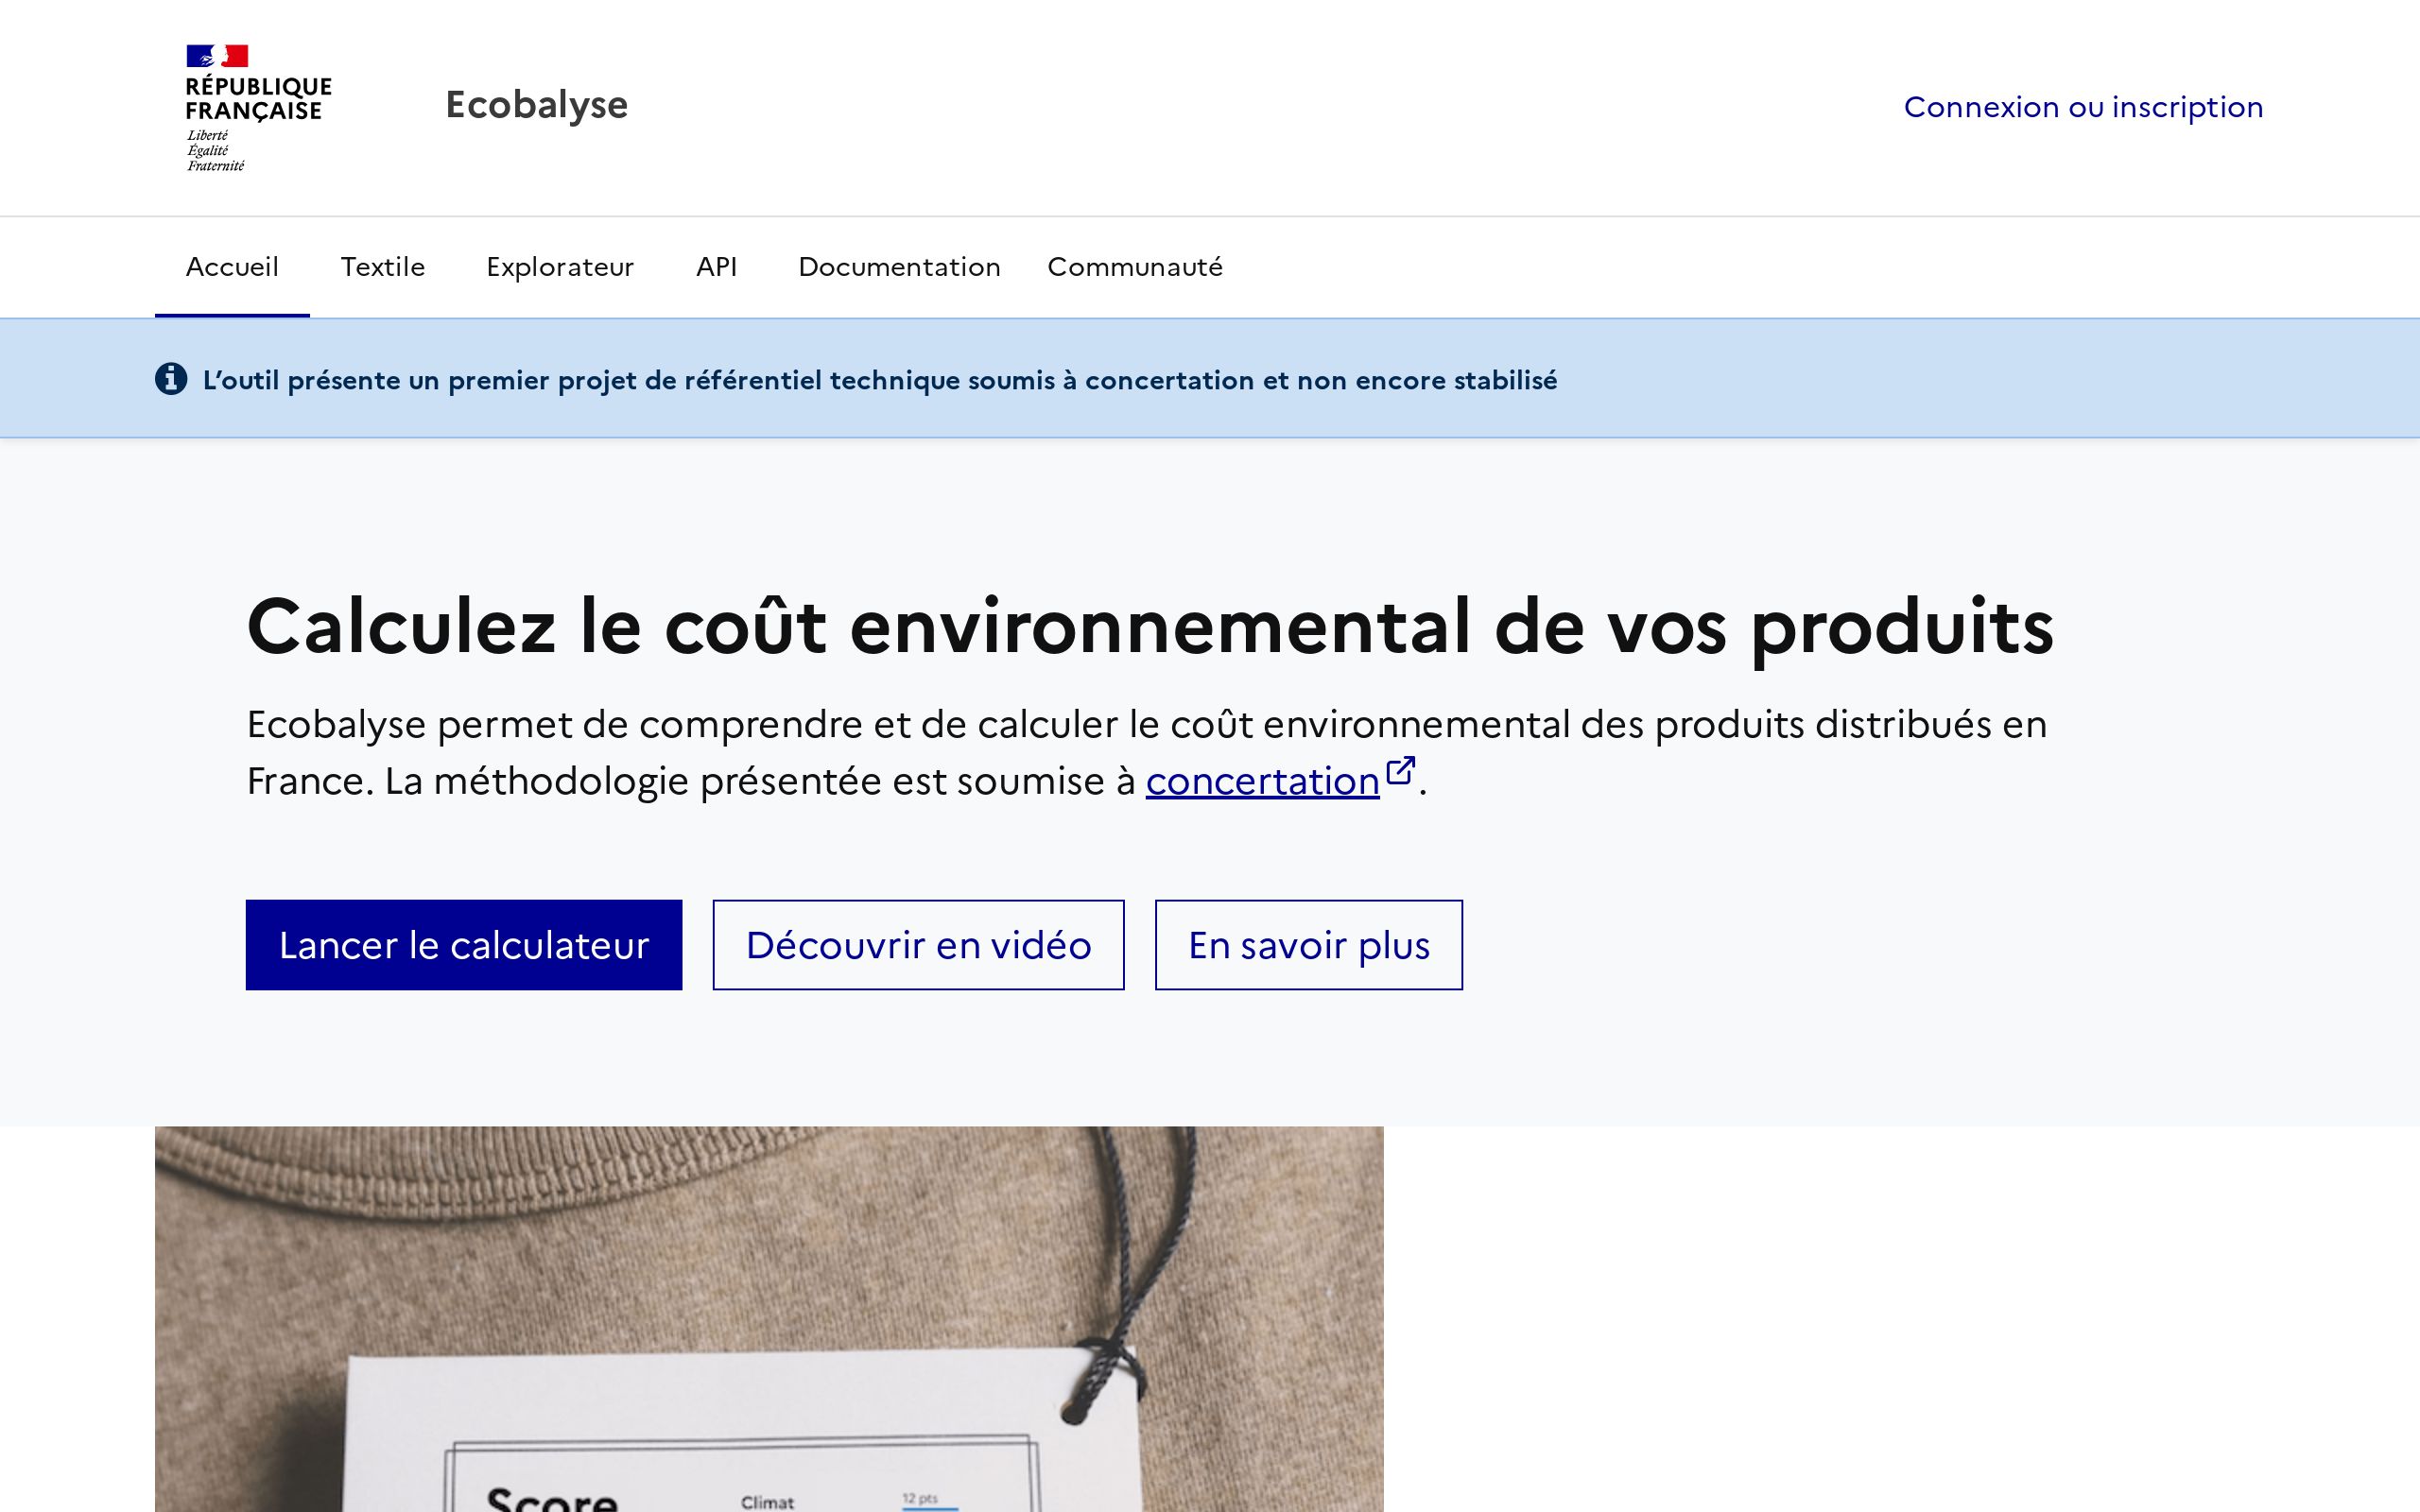 RÉPUBLIQUE
FRANÇAISE
Liberté
Égalité
Fraternité
Ecobalyse
Connexion ou inscription
Accueil Textile Explorateur API Documentation Communauté
L’outil présente un premier projet de référentiel technique soumis à concertation et non encore stabilisé
Calculez le coût environnemental de vos produits
Ecobalyse permet de comprendre et de calculer le coût environnemental des produits distribués en
France. La méthodologie présentée est soumise à concertation.
Lancer le calculateur Découvrir en vidéo En savoir plus
Score Climat 12 pts